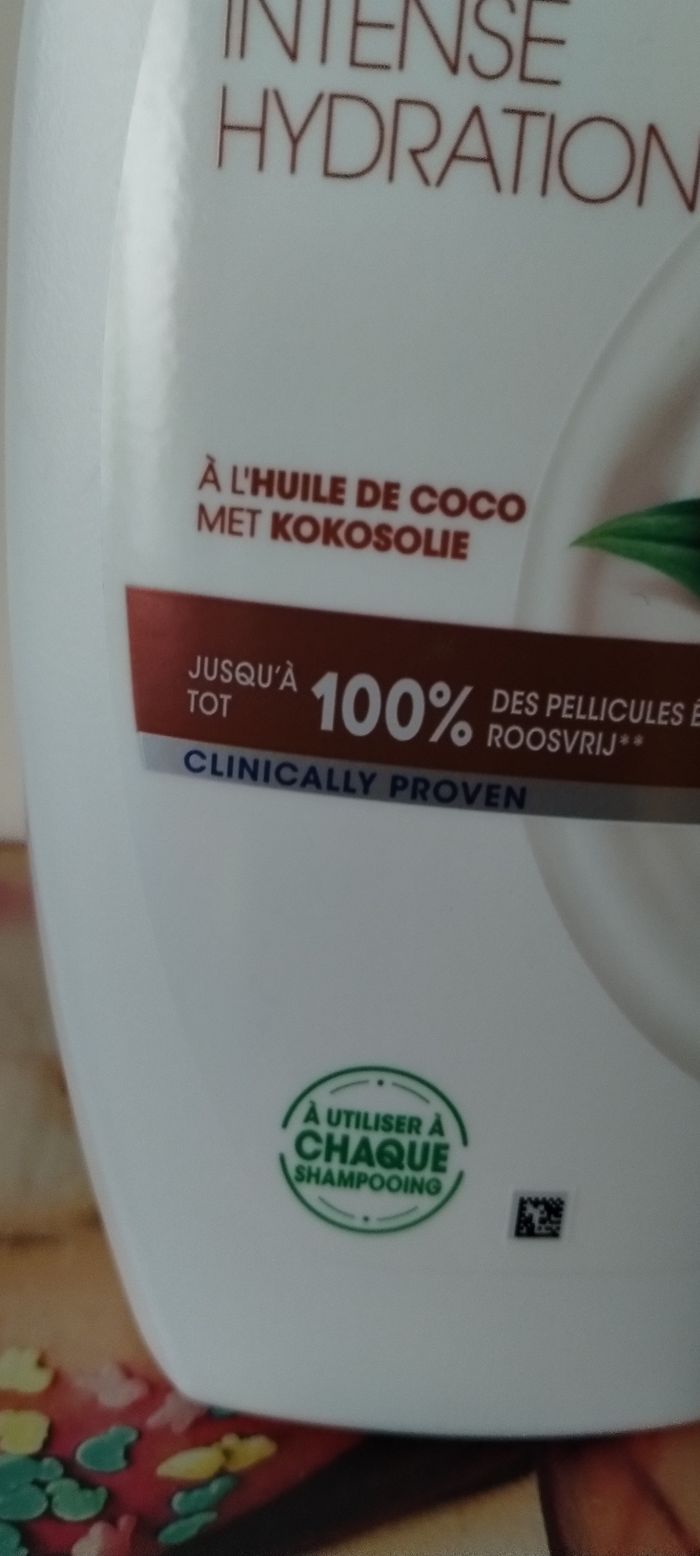 INTENSE
HYDRATION
À L'HUILE DE COCO
MET KOKOSOLIE
JUSQU'À
TOT
100%
DES PELLICULES
ROOSVRIJ**
CLINICALLY PROVEN
À UTILISER À
CHAQUE
SHAMPOOING